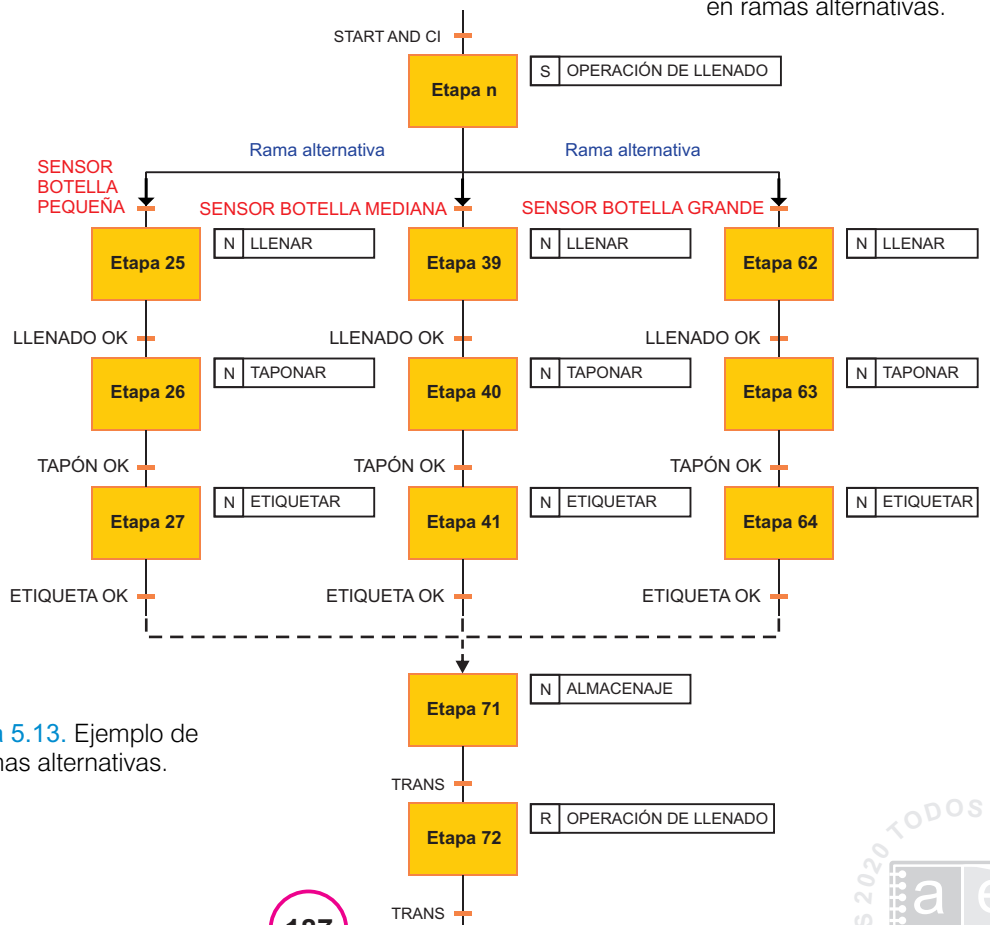 en ramas alternativas.
START AND CI
Etapa n
S OPERACIÓN DE LLENADO
Rama alternativa
Rama alternativa
SENSOR
BOTELLA
PEQUEÑA
SENSOR BOTELLA MEDIANA
SENSOR BOTELLA GRANDE
Etapa 25
N LLENAR
Etapa 39
N LLENAR
Etapa 62
N LLENAR
LLENADO OK
LLENADO OK
LLENADO OK
Etapa 26
N TAPONAR
Etapa 40
N TAPONAR
Etapa 63
N TAPONAR
TAPÓN OK
TAPÓN OK
TAPÓN OK
Etapa 27
N ETIQUETAR
Etapa 41
N ETIQUETAR
Etapa 64
N ETIQUETAR
ETIQUETA OK
ETIQUETA OK
ETIQUETA OK
Etapa 71
N ALMACENAJE
a 5.13. Ejemplo de
mas alternativas.
TRANS
Etapa 72
R OPERACIÓN DE LLENADO
TRANS
S 2020 TODOS
a